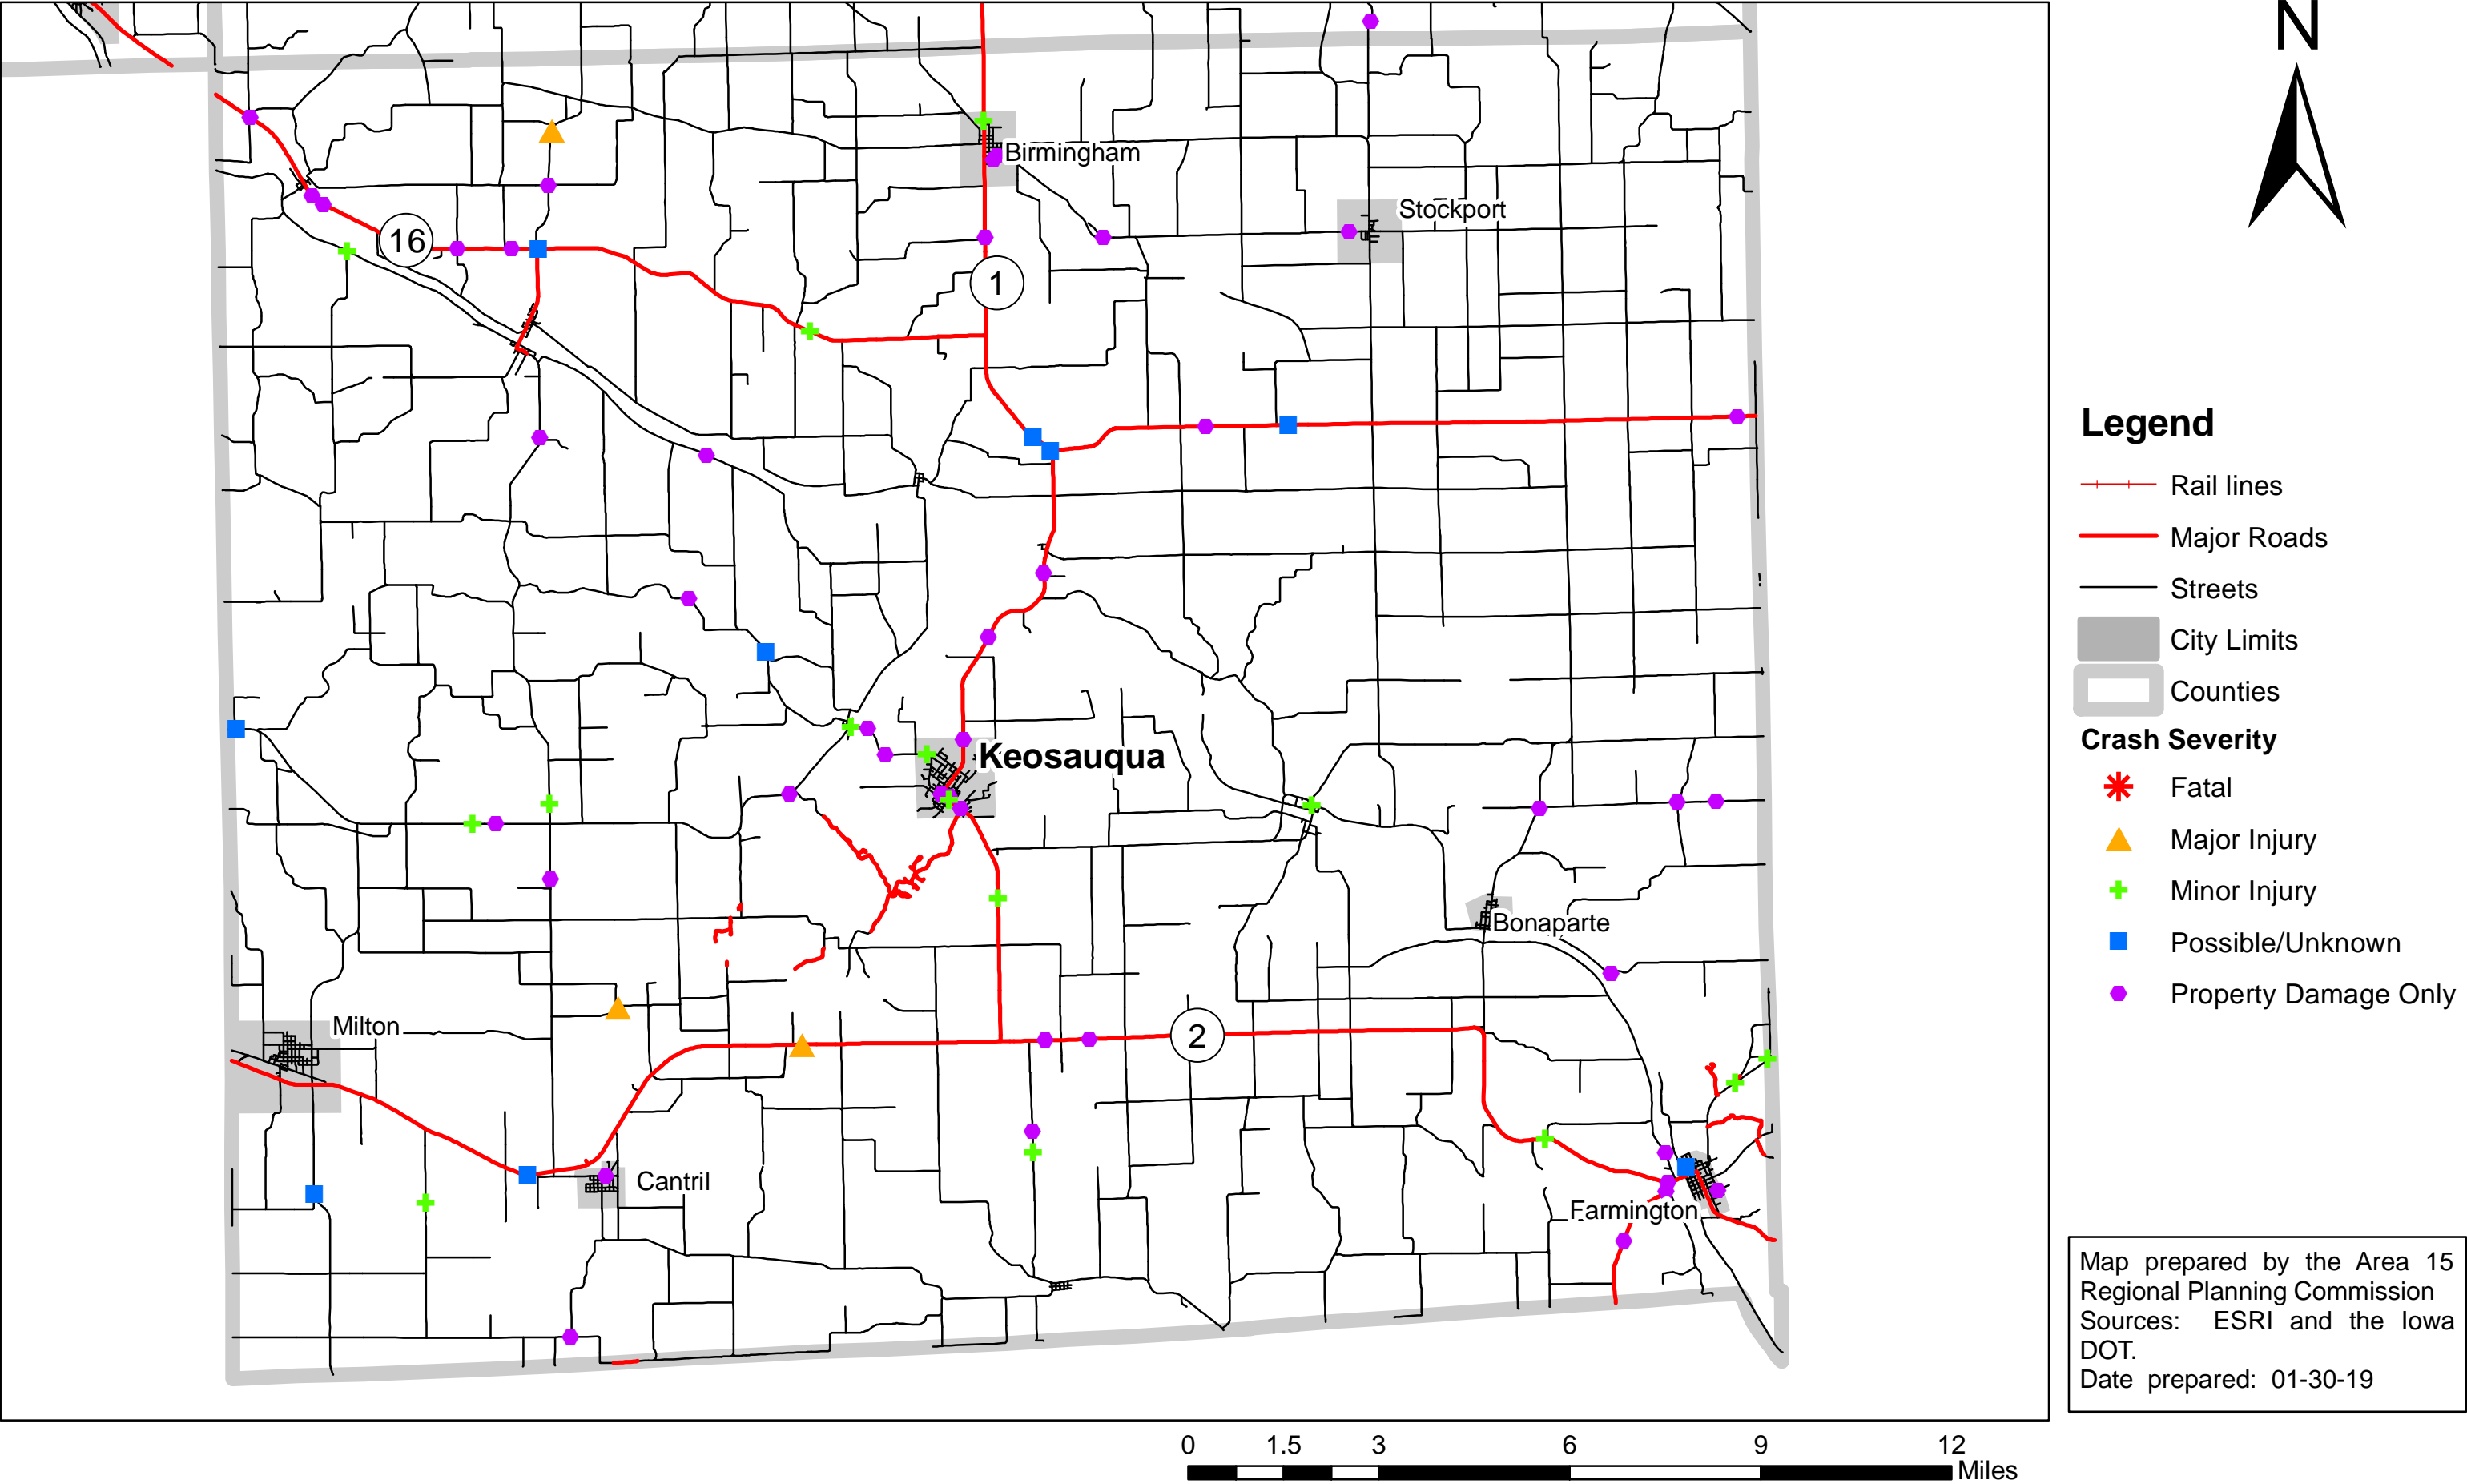 N
Birmingham
Stockport
16
1
Keosauqua
Bonaparte
Milton
2
Cantril
Farmington
Legend
Rail lines
Major Roads
Streets
City Limits
Counties
Crash Severity
Fatal
Major Injury
Minor Injury
Possible/Unknown
Property Damage Only
Map prepared by the Area 15
Regional Planning Commission
Sources: ESRI and the Iowa
DOT.
Date prepared: 01-30-19
0 1.5 3 6 9 12
Miles